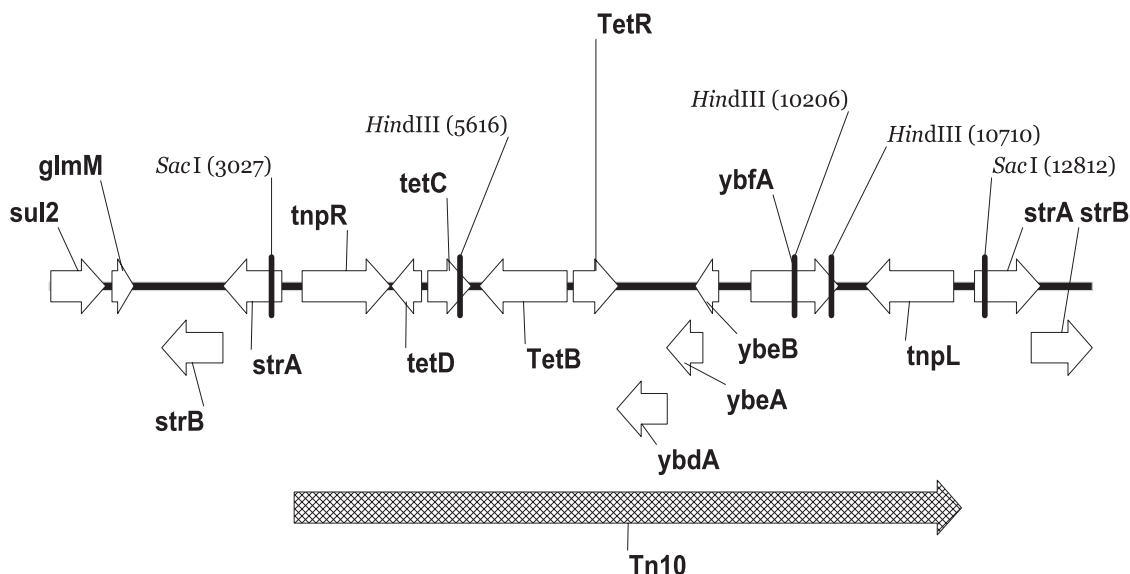 TetR
HindIII (10206)
HindIII (5616)
HindIII (10710)
glmM
SacI (3027)
tetC
ybfA
SacI (12812)
sul2
tnpR
strA strB
strA
tetD
TetB
ybeB
tnpL
strB
ybeA
ybdA
Tn10